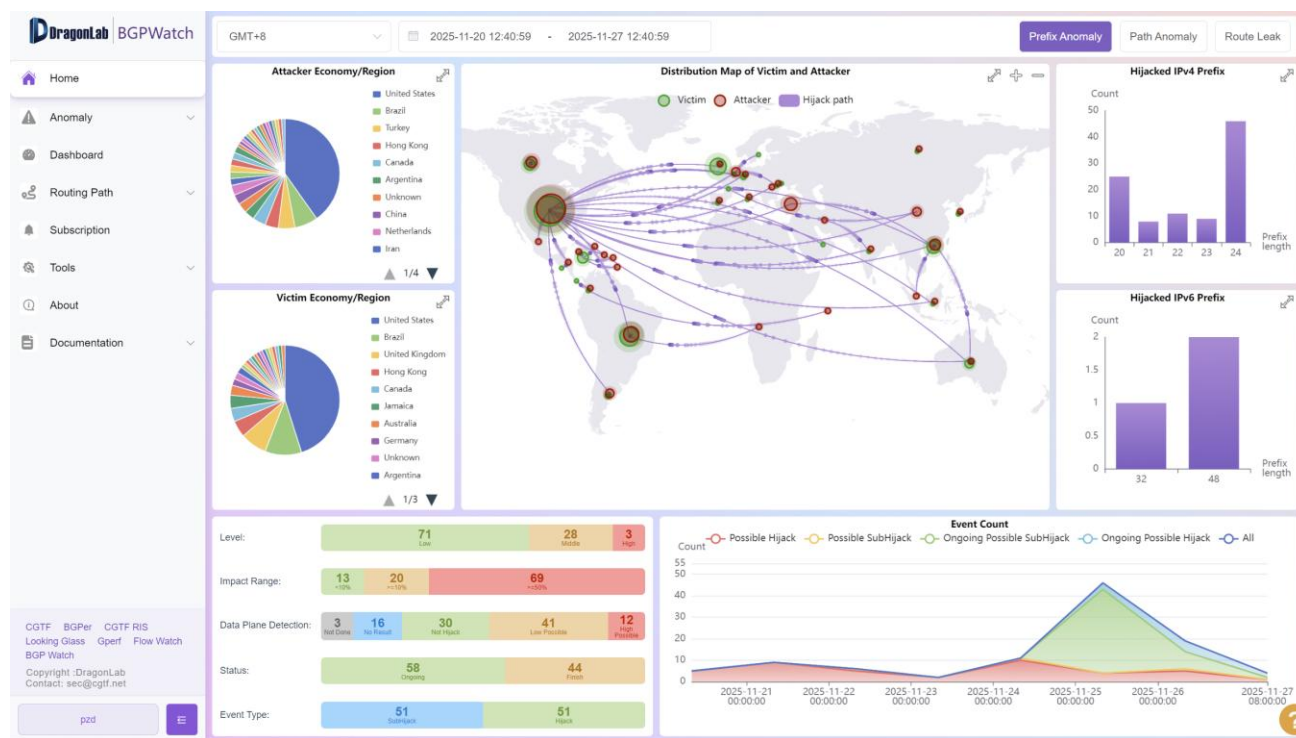 DragonLab BGPWatch
GMT+8
2025-11-20 12:40:59 - 2025-11-27 12:40:59
Prefix Anomaly
Path Anomaly
Route Leak
Home
Anomaly
Dashboard
Routing Path
Subscription
Tools
About
Documentation
CGTF BGPer CGTF RIS
Looking Glass Gperf Flow Watch
BGP Watch
Copyright :DragonLab
Contact: sec@cgtf.net
pzd
Attacker Economy/Region
United States
Brazil
Turkey
Hong Kong
Canada
Argentina
Unknown
China
Netherlands
Iran
1/4
Victim Economy/Region
United States
Brazil
United Kingdom
Hong Kong
Canada
Jamaica
Australia
Germany
Unknown
Argentina
1/3
Distribution Map of Victim and Attacker
Victim Attacker Hijack path
Hijacked IPv4 Prefix
Count
50
40
30
20
10
0
20 21 22 23 24
Prefix
length
Hijacked IPv6 Prefix
Count
2
1.5
1
0.5
0
32 48
Prefix
length
Level:
71 28 3
Low Middle High
Impact Range:
13 20 69
Data Plane Detection:
3 16 30 41 12
Not Done No Result Not Hijack Low Possible High
Possible
Status:
58 44
Ongoing Finish
Event Type:
51 51
SubHijack Hijack
Event Count
Possible Hijack Possible SubHijack Ongoing Possible SubHijack Ongoing Possible Hijack All
Count
55
50
40
30
20
10
0
2025-11-21 2025-11-22 2025-11-23 2025-11-24 2025-11-25 2025-11-26 2025-11-27
00:00:00 00:00:00 00:00:00 00:00:00 00:00:00 00:00:00 08:00:00
?